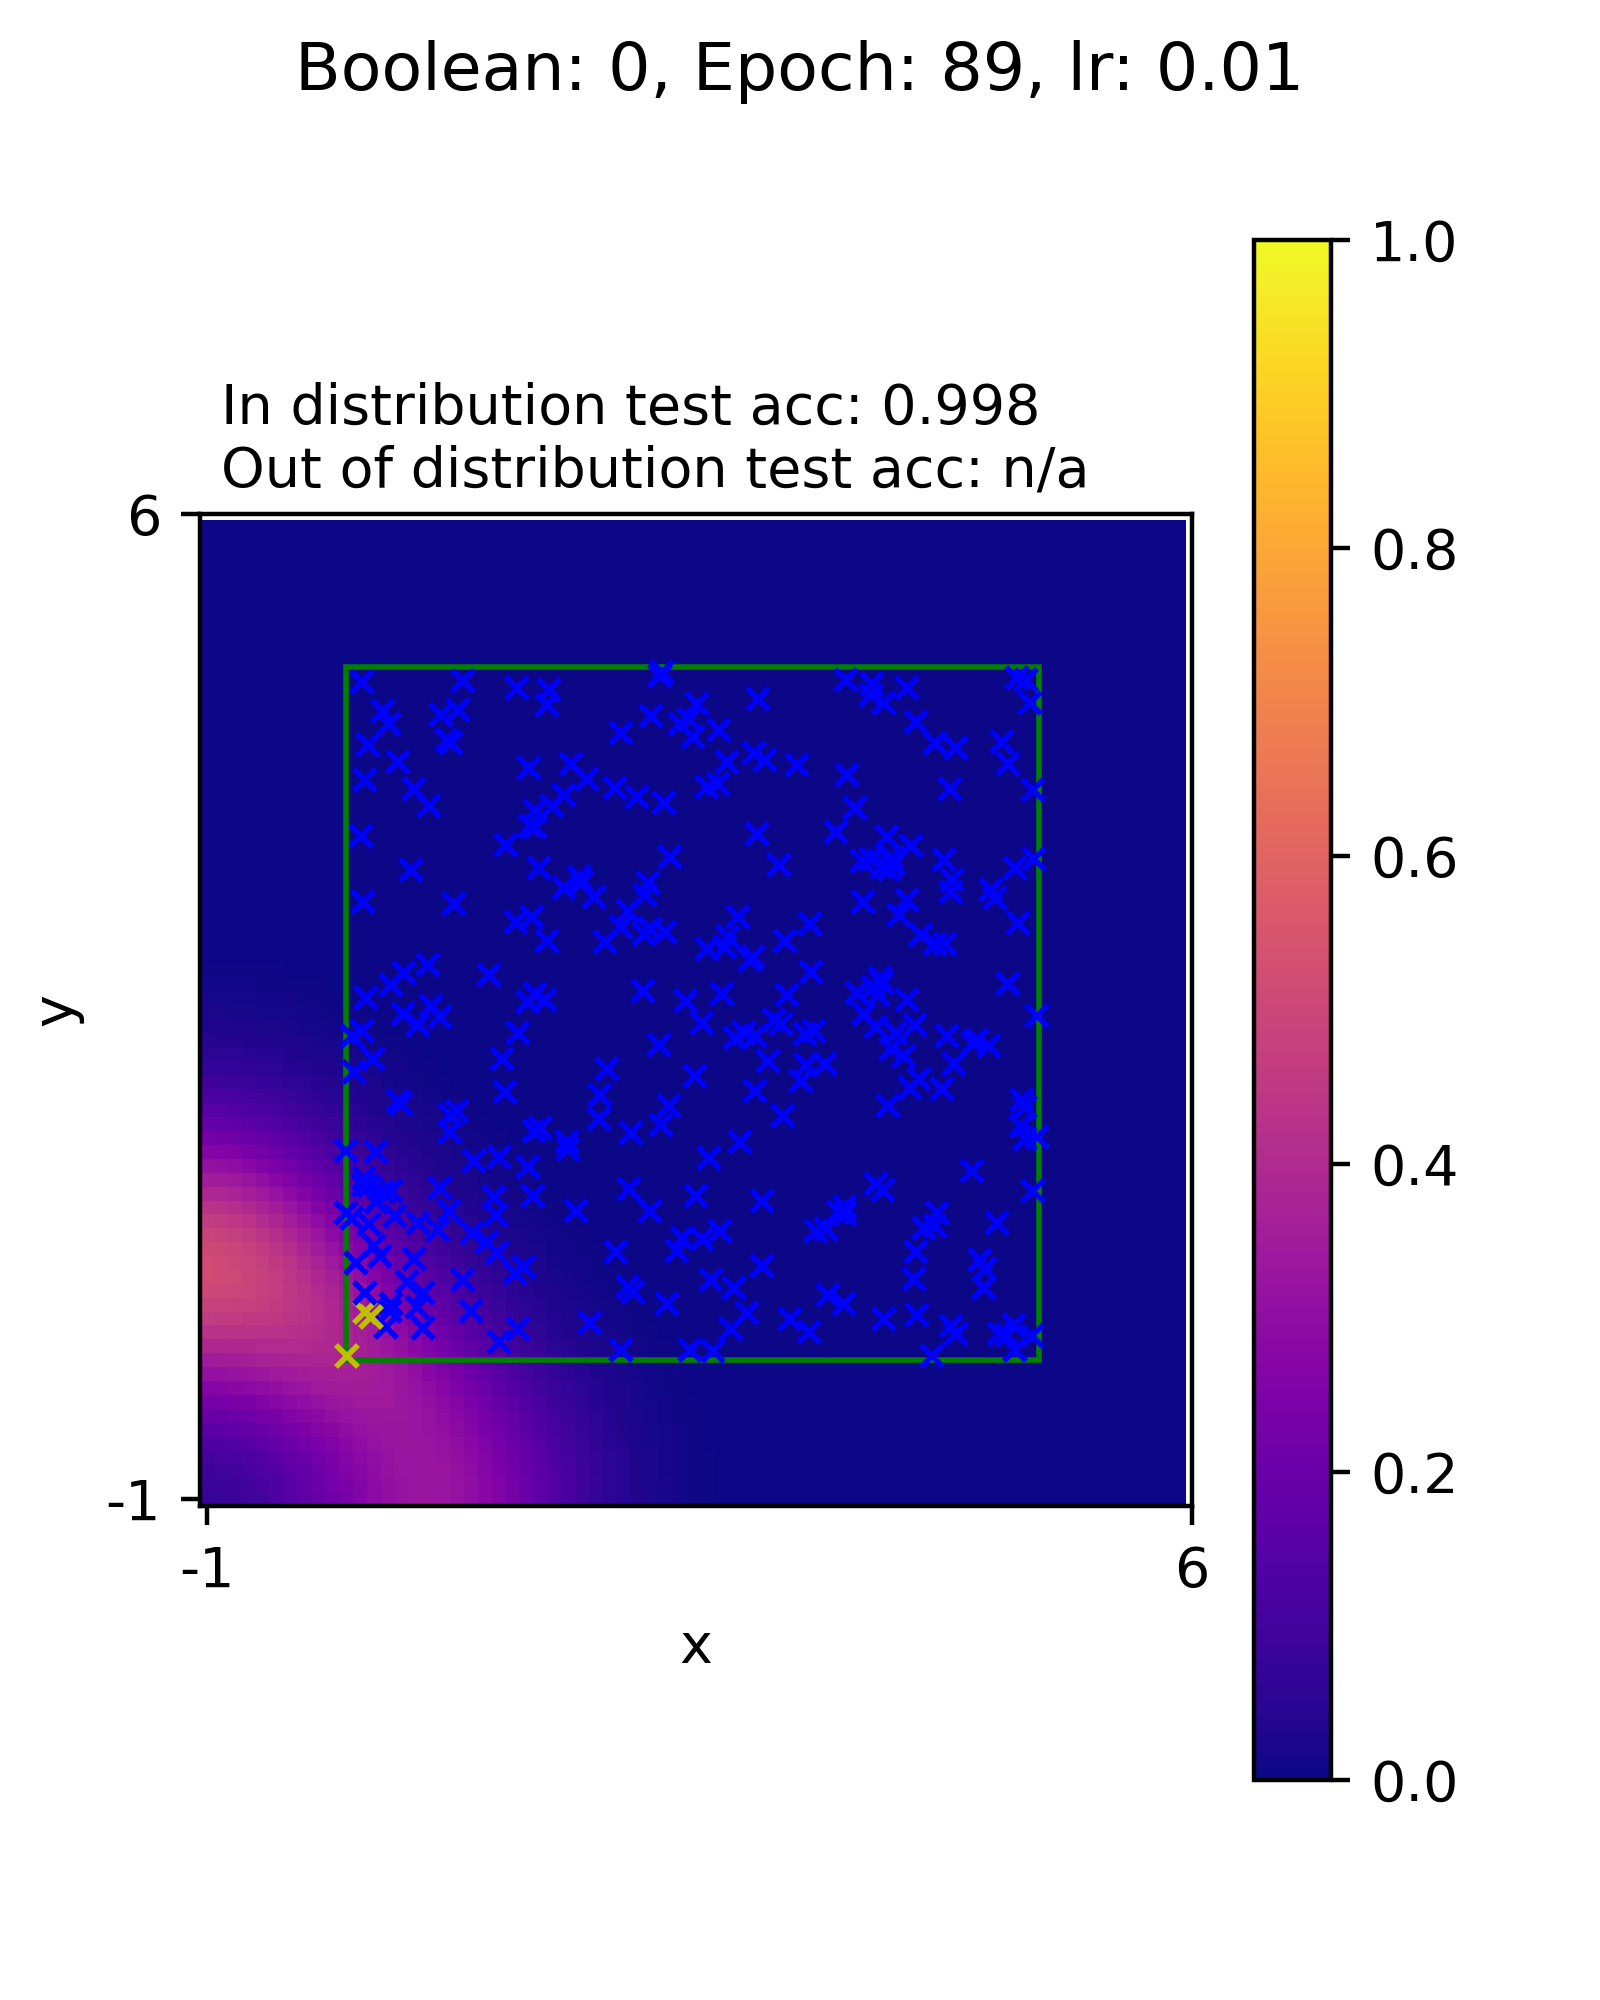 Boolean: 0, Epoch: 89, lr: 0.01
In distribution test acc: 0.998
Out of distribution test acc: n/a
6
y
-1
-1
6
x
1.0
0.8
0.6
0.4
0.2
0.0